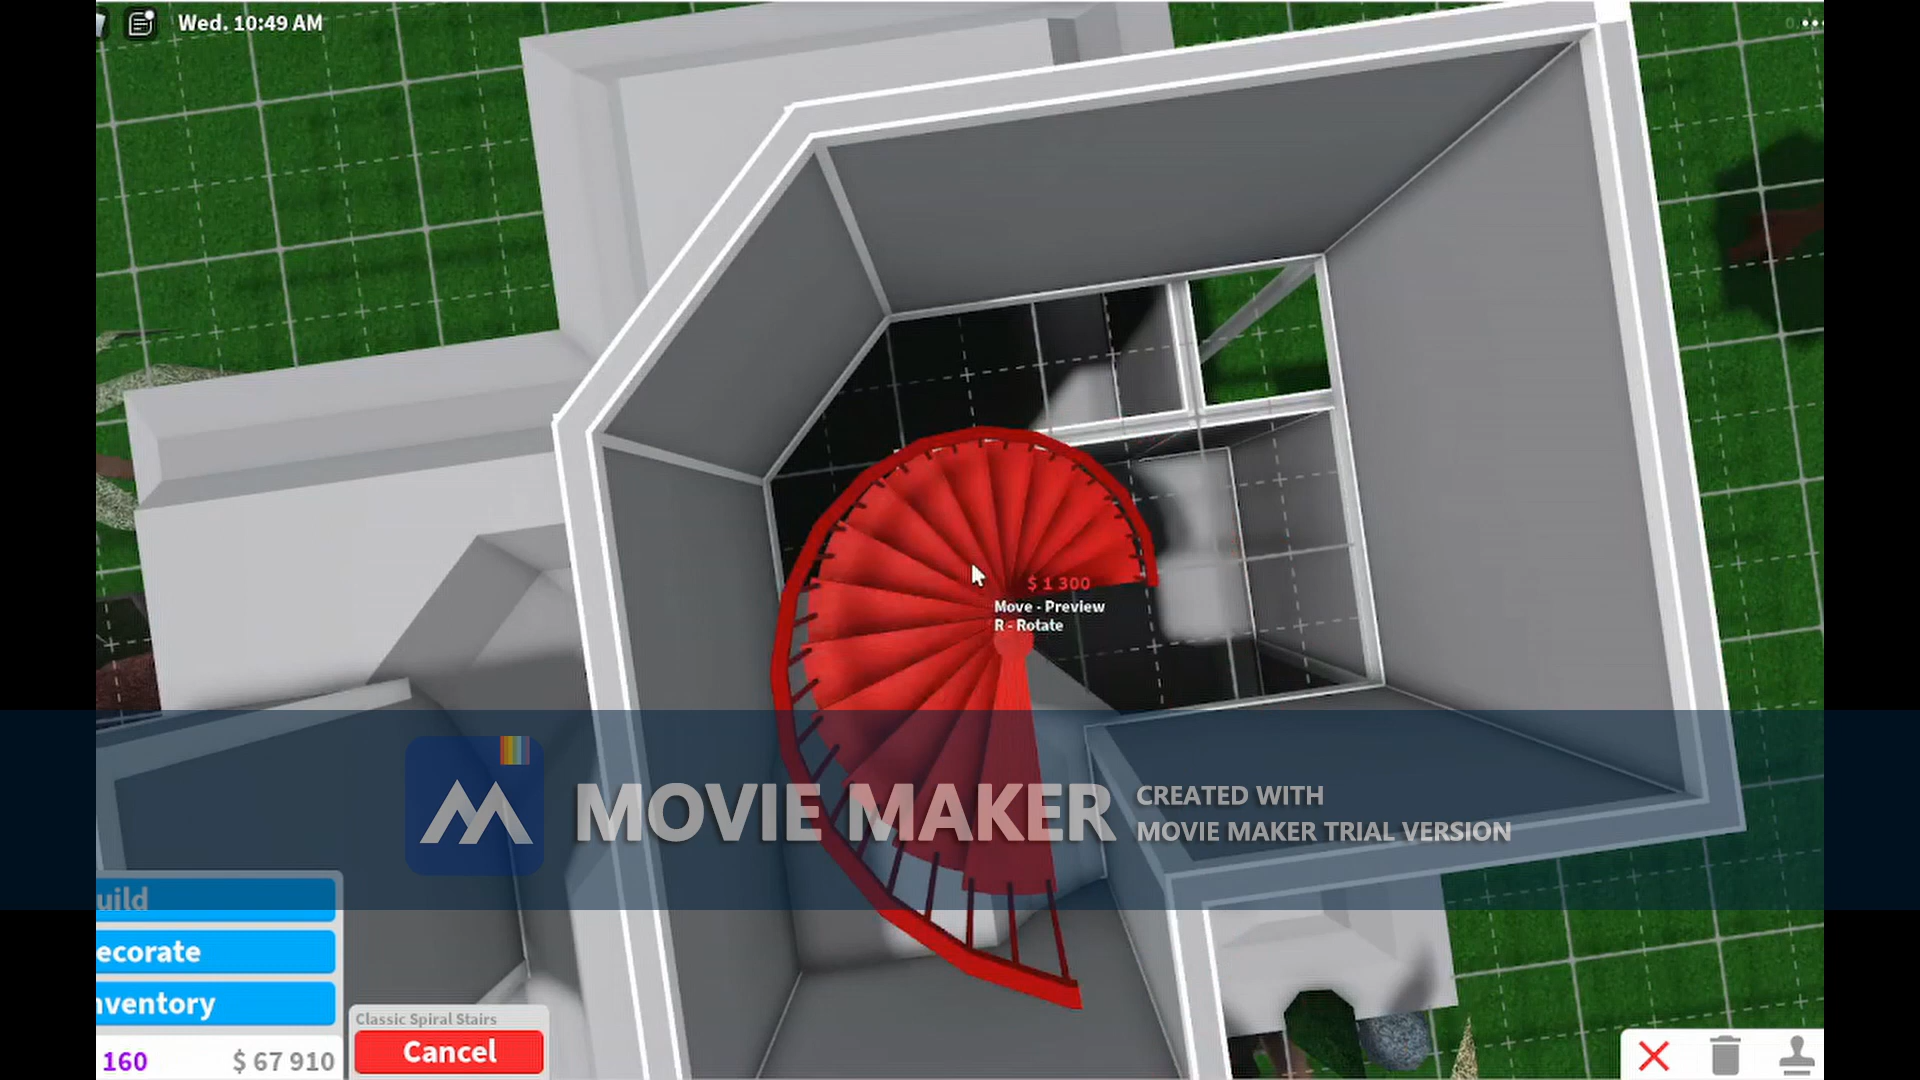 Wed. 10:49 AM
$ 1 300
Move - Preview
R - Rotate
MOVIE MAKER
CREATED WITH
MOVIE MAKER TRIAL VERSION
uild
ecorate
nventory
160
$ 67 910
Classic Spiral Stairs
Cancel